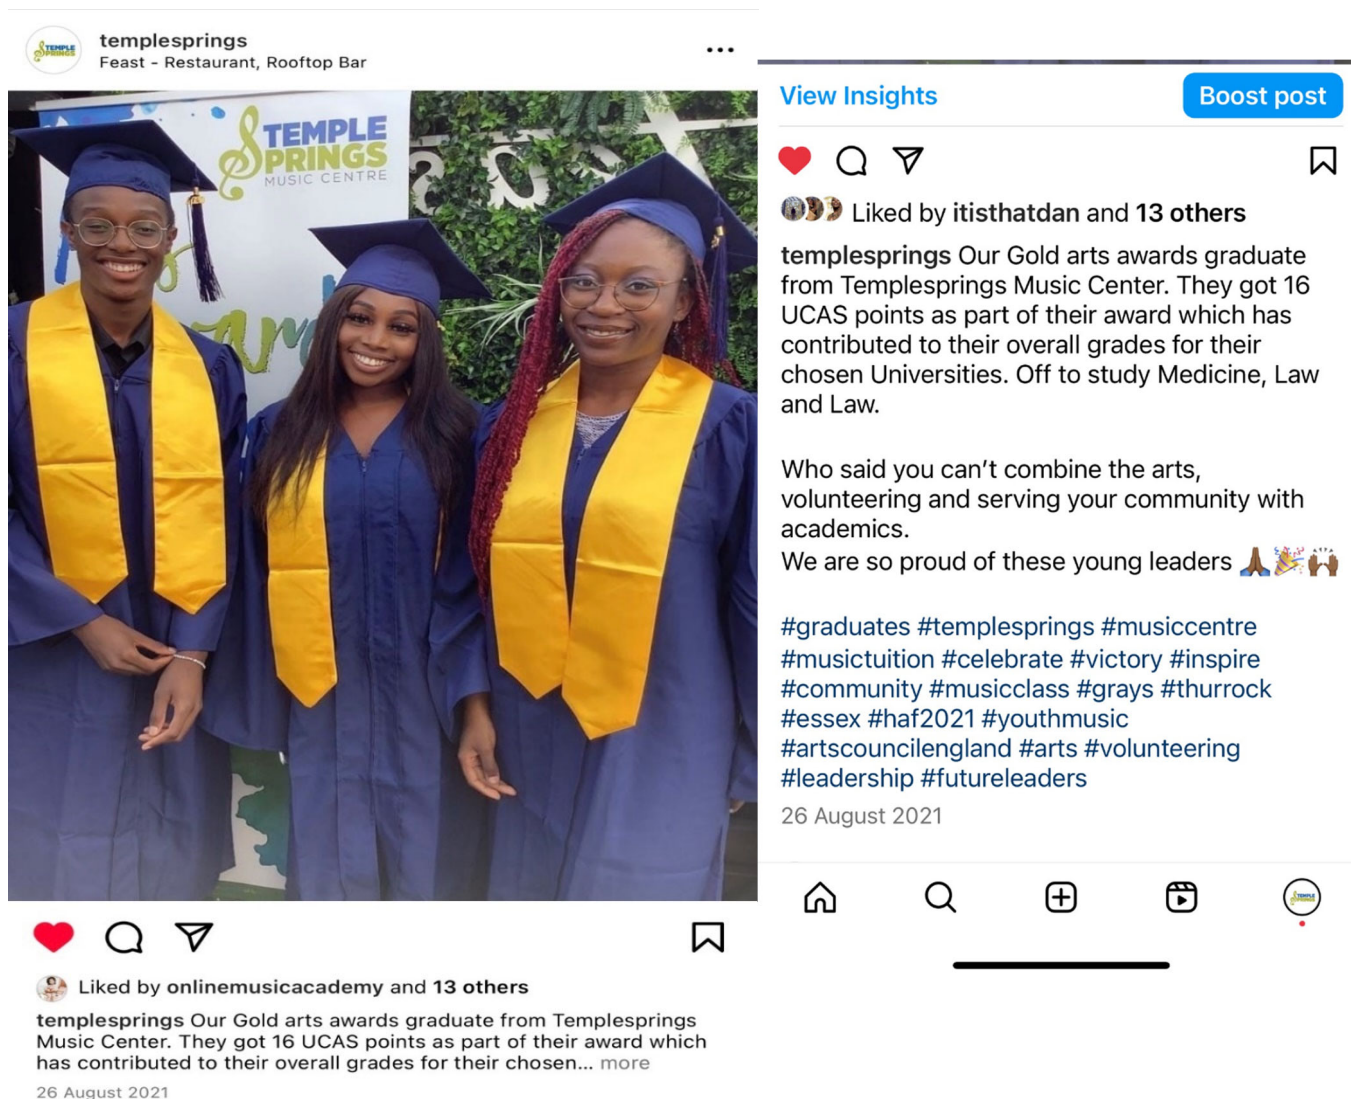 templesprings
Feast - Restaurant, Rooftop Bar
TEMPLE
SPRINGS
MUSIC CENTRE
Liked by onlinemusicacademy and 13 others
templesprings Our Gold arts awards graduate from Templesprings
Music Center. They got 16 UCAS points as part of their award which
has contributed to their overall grades for their chosen... more
26 August 2021
View Insights
Boost post
Liked by itisthatdan and 13 others
templesprings Our Gold arts awards graduate
from Templesprings Music Center. They got 16
UCAS points as part of their award which has
contributed to their overall grades for their
chosen Universities. Off to study Medicine, Law
and Law.
Who said you can't combine the arts,
volunteering and serving your community with
academics.
We are so proud of these young leaders 🙏🏾🎉🙌🏾
#graduates #templesprings #musiccentre
#musictuition #celebrate #victory #inspire
#community #musicclass #grays #thurrock
#essex #haf2021 #youthmusic
#artscouncilengland #arts #volunteering
#leadership #futureleaders
26 August 2021